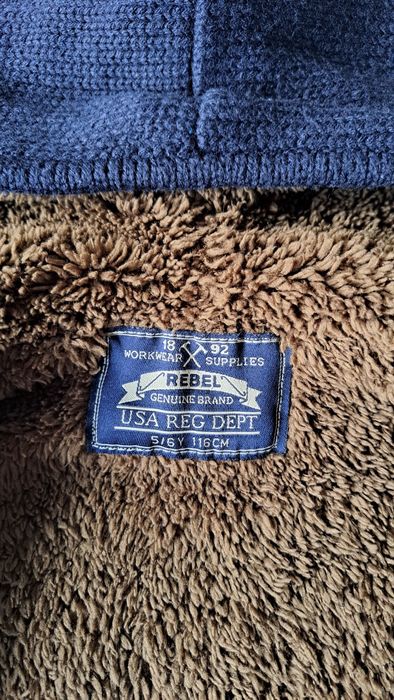 18 92
WORKWEAR SUPPLIES
REBEL
GENUINE BRAND
USA REG DEPT
5/6Y 116CM